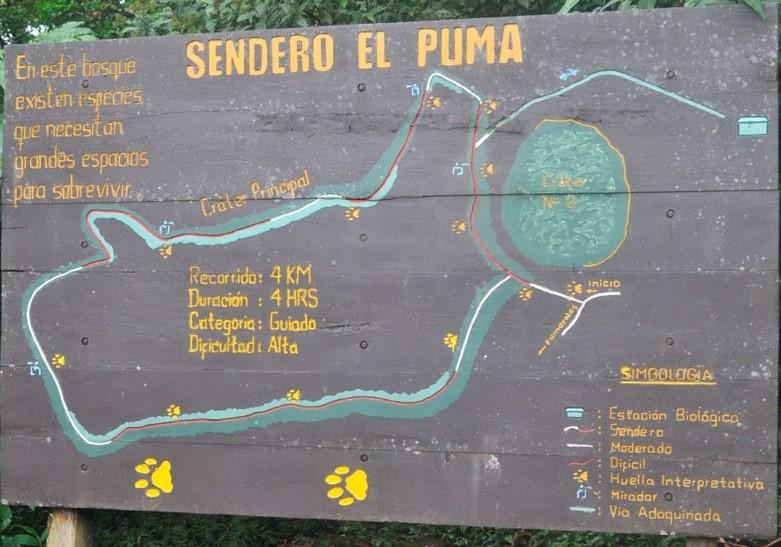 SENDERO EL PUMA
En este bosque
existen especies
que necesitan
grandes espacios
para sobrevivir.
Cráter Principal
Cráter
Nº 2
Recorrido: 4 KM
Duración : 4 HRS
Categoria: Guiado
Dificultad: Alta
INICIO
Fumarolas
SIMBOLOGIA
: Estación Biológica
: Sendero
: Moderado
: Dificil
: Huella Interpretativa
: Mirador
: Via Adoquinada